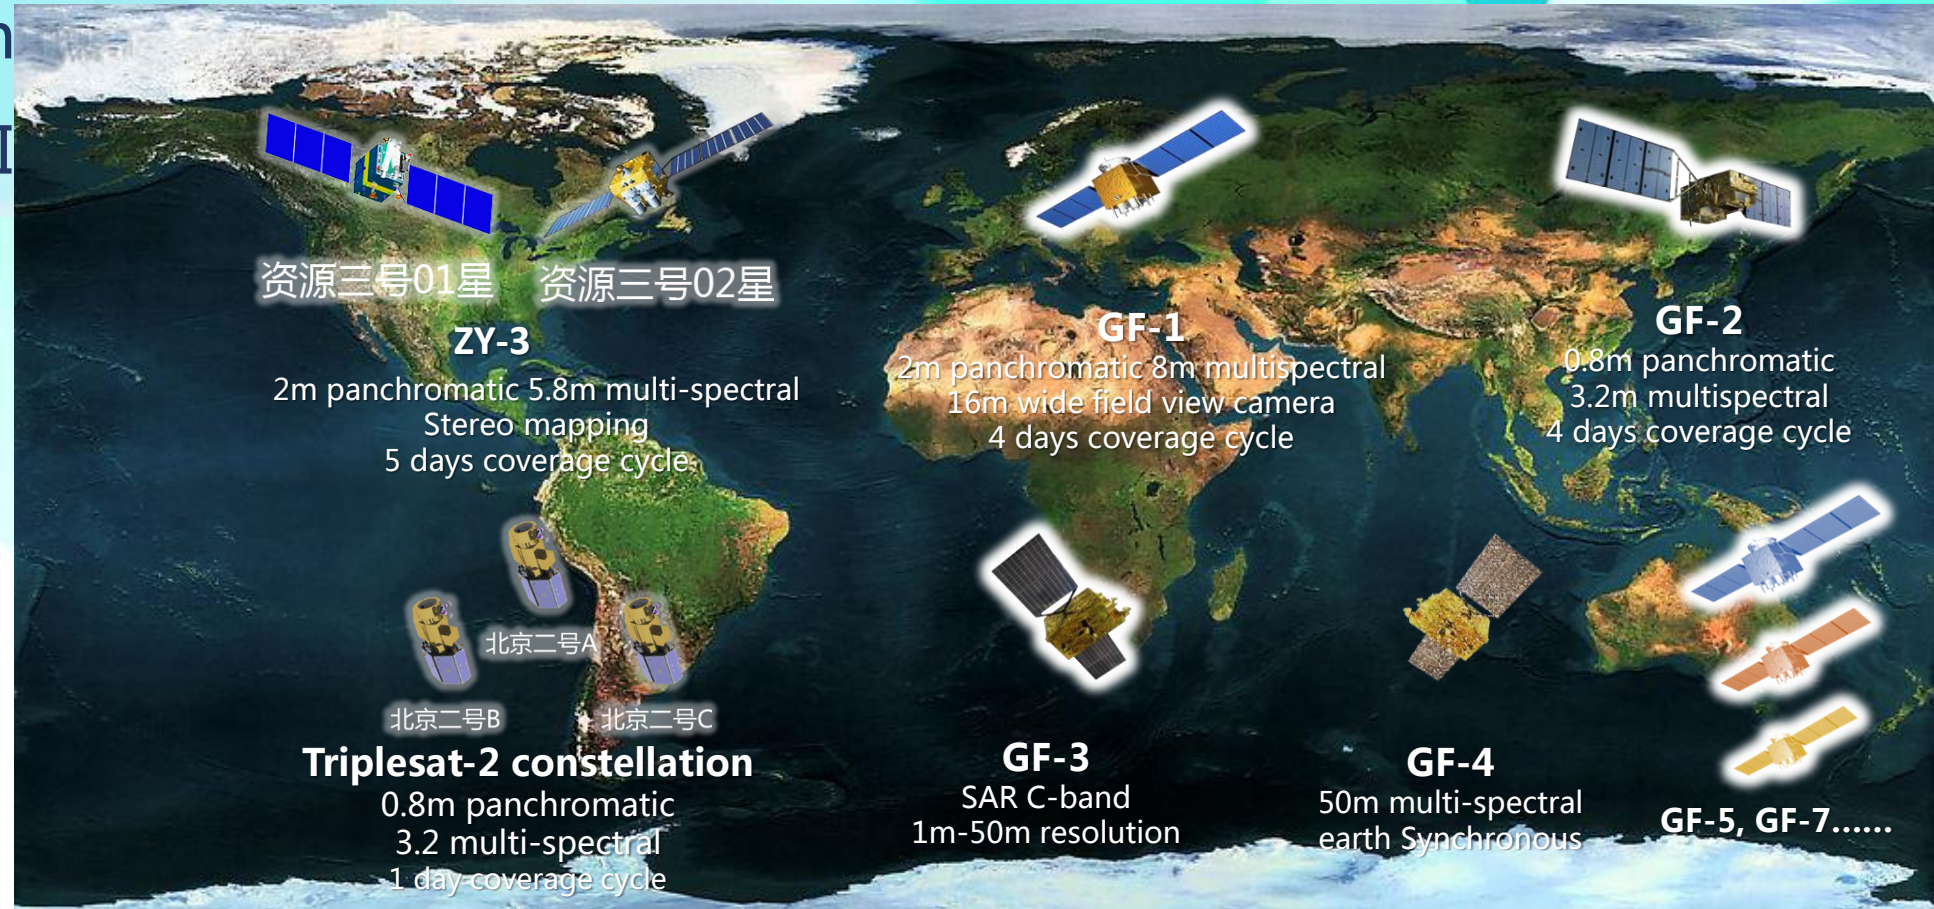 n
I
资源三号01星
资源三号02星
ZY-3
2m panchromatic 5.8m multi-spectral
Stereo mapping
5 days coverage cycle
GF-1
2m panchromatic 8m multispectral
16m wide field view camera
4 days coverage cycle
GF-2
0.8m panchromatic
3.2m multispectral
4 days coverage cycle
北京二号A
北京二号B
北京二号C
Triplesat-2 constellation
0.8m panchromatic
3.2 multi-spectral
1 day coverage cycle
GF-3
SAR C-band
1m-50m resolution
GF-4
50m multi-spectral
earth Synchronous
GF-5, GF-7......